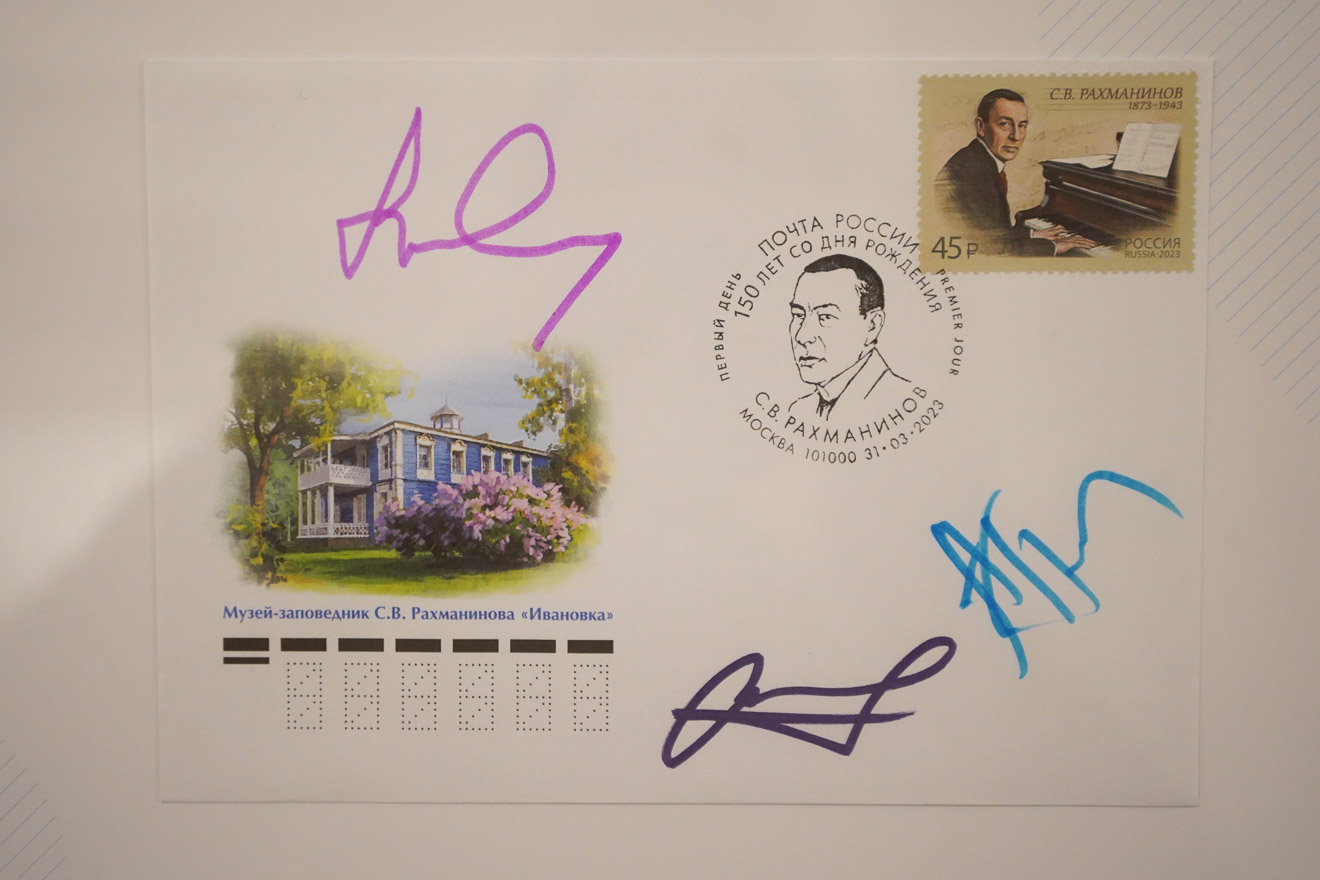 С.В. РАХМАНИНОВ
1873–1943
45₽
РОССИЯ
RUSSIA·2023
ПОЧТА РОССИИ
150 ЛЕТ СО ДНЯ РОЖДЕНИЯ
ПЕРВЫЙ ДЕНЬ
PREMIER JOUR
С.В. РАХМАНИНОВ
МОСКВА 101000 31·03·2023
Музей-заповедник С.В. Рахманинова «Ивановка»